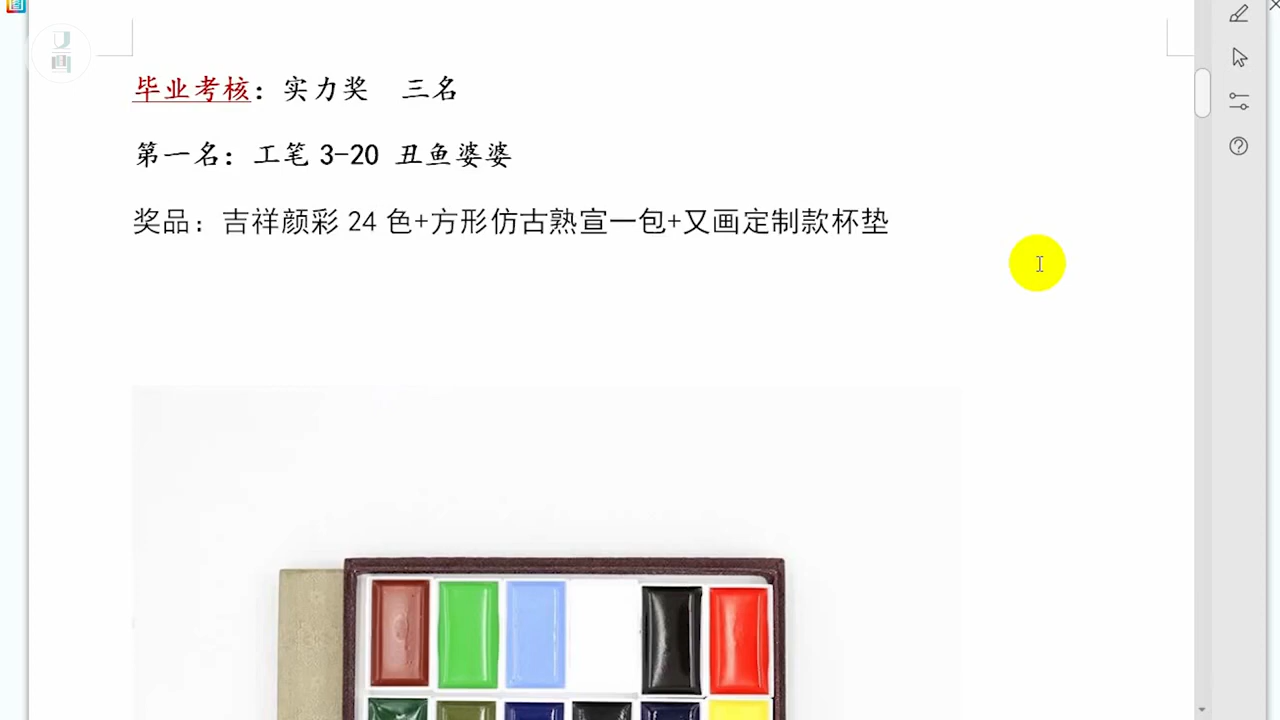 毕业考核：实力奖 三名
第一名：工笔 3-20 丑鱼婆婆
奖品：吉祥颜彩 24 色+方形仿古熟宣一包+又画定制款杯垫